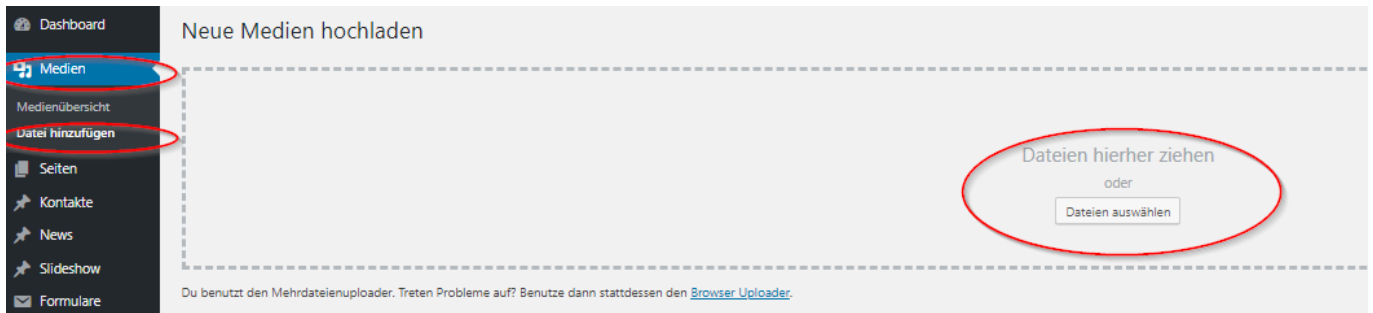 Dashboard
Medien
Medienübersicht
Datei hinzufügen
Seiten
Kontakte
News
Slideshow
Formulare
Neue Medien hochladen
Dateien hierher ziehen
oder
Dateien auswählen
Du benutzt den Mehrdateienuploader. Treten Probleme auf? Benutze dann stattdessen den Browser Uploader.